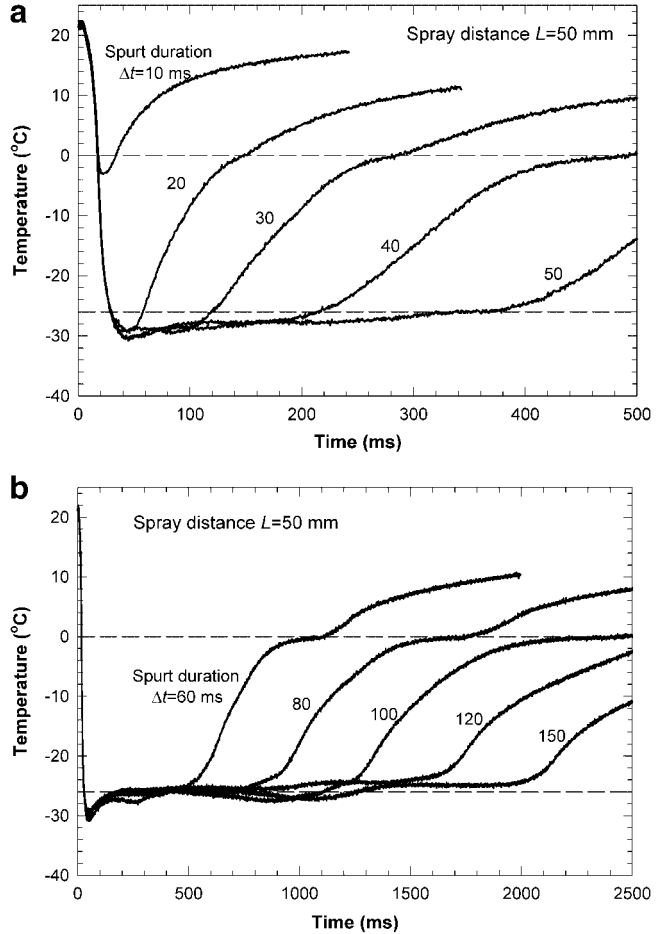 a
Spray distance L=50 mm
Spurt duration
Δt=10 ms
20
30
40
50
20
10
0
-10
-20
-30
-40
Temperature (°C)
0
100
200
300
400
500
Time (ms)
b
Spray distance L=50 mm
Spurt duration
Δt=60 ms
80
100
120
150
20
10
0
-10
-20
-30
-40
Temperature (°C)
0
500
1000
1500
2000
2500
Time (ms)